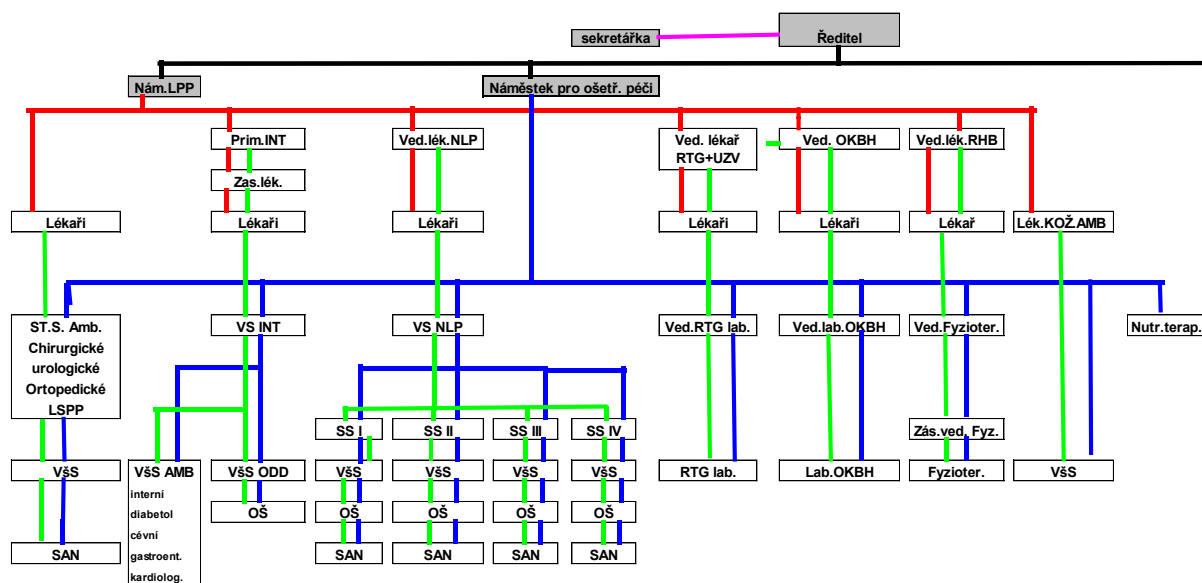 Ředitel
sekretářka
Nám.LPP
Náměstek pro ošetř. péči
Prim.INT
Ved.lék.NLP
Ved. lékař
RTG+UZV
Ved. OKBH
Ved.lék.RHB
Zas.lék.
Lékaři
Lékaři
Lékaři
Lékaři
Lékaři
Lékař
Lék.KOŽ.AMB
ST.S. Amb.
Chirurgické
urologické
Ortopedické
LSPP
VS INT
VS NLP
Ved.RTG lab.
Ved.lab.OKBH
Ved.Fyzioter.
Nutr.terap.
SS I
SS II
SS III
SS IV
Zás.ved. Fyz.
VšS
VšS AMB
interní
diabetol
cévní
gastroent.
kardiolog.
VšS ODD
VšS
VšS
VšS
VšS
RTG lab.
Lab.OKBH
Fyzioter.
VšS
OŠ
OŠ
OŠ
OŠ
OŠ
SAN
SAN
SAN
SAN
SAN